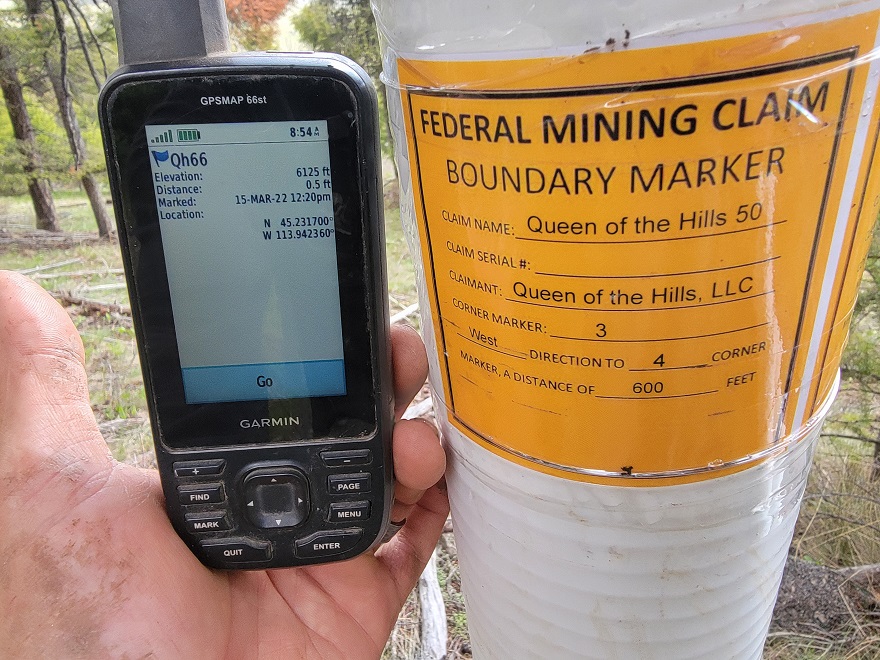 GPSMAP 66st
8:54 AM
Qh66
Elevation: 6125 ft
Distance: 0.5 ft
Marked: 15-MAR-22 12:20pm
Location:
N 45.231700°
W 113.942360°
Go
GARMIN
+ −
FIND PAGE
MARK MENU
QUIT ENTER
FEDERAL MINING CLAIM
BOUNDARY MARKER
CLAIM NAME: Queen of the Hills 50
CLAIM SERIAL #:
CLAIMANT: Queen of the Hills, LLC
CORNER MARKER: 3
West DIRECTION TO 4 CORNER
MARKER, A DISTANCE OF 600 FEET